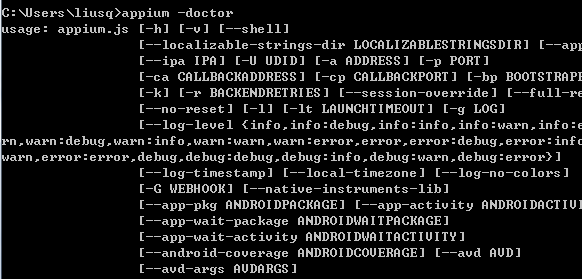 C:\Users\liusq>appium -doctor
usage: appium.js [-h] [-v] [--shell]
[--localizable-strings-dir LOCALIZABLESTRINGSDIR] [--app
[--ipa IPA] [-U UDID] [-a ADDRESS] [-p PORT]
[-ca CALLBACKADDRESS] [-cp CALLBACKPORT] [-bp BOOTSTRAPP
[-k] [-r BACKENDRETRIES] [--session-override] [--full-re
[--no-reset] [-l] [-lt LAUNCHTIMEOUT] [-g LOG]
[--log-level {info,info:debug,info:info,info:warn,info:e
rn,warn:debug,warn:info,warn:warn,warn:error,error,error:debug,error:info
warn,error:error,debug,debug:debug,debug:info,debug:warn,debug:error}]
[--log-timestamp] [--local-timezone] [--log-no-colors]
[-G WEBHOOK] [--native-instruments-lib]
[--app-pkg ANDROIDPACKAGE] [--app-activity ANDROIDACTIVI
[--app-wait-package ANDROIDWAITPACKAGE]
[--app-wait-activity ANDROIDWAITACTIVITY]
[--android-coverage ANDROIDCOVERAGE] [--avd AVD]
[--avd-args AVDARGS]